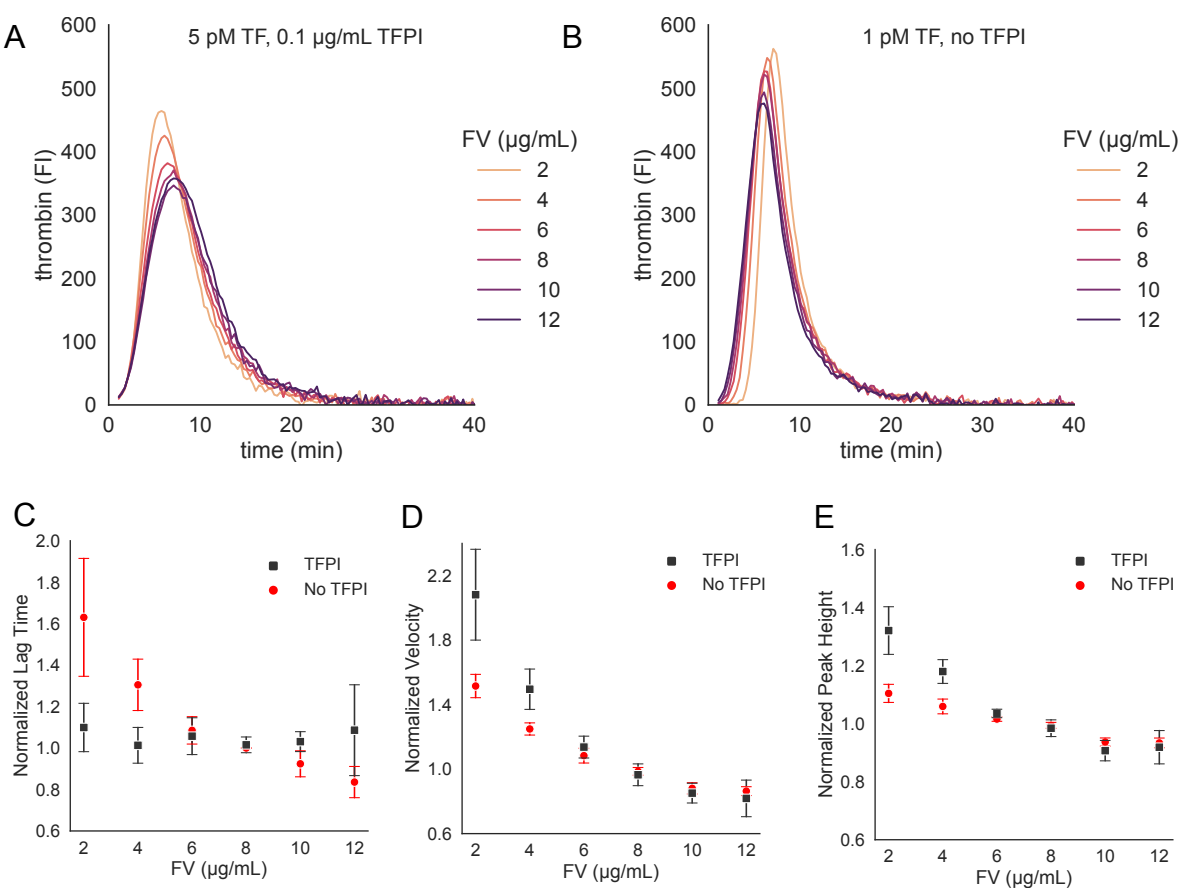 A
5 pM TF, 0.1 µg/mL TFPI
600
500
400
300
200
100
0
thrombin (FI)
0 10 20 30 40
time (min)
FV (µg/mL)
2
4
6
8
10
12
B
1 pM TF, no TFPI
600
500
400
300
200
100
0
thrombin (FI)
0 10 20 30 40
time (min)
FV (µg/mL)
2
4
6
8
10
12
C
2.0
1.8
1.6
1.4
1.2
1.0
0.8
0.6
Normalized Lag Time
TFPI
No TFPI
2 4 6 8 10 12
FV (µg/mL)
D
2.2
1.8
1.4
1.0
0.6
Normalized Velocity
TFPI
No TFPI
2 4 6 8 10 12
FV (µg/mL)
E
1.6
1.4
1.2
1.0
0.8
0.6
Normalized Peak Height
TFPI
No TFPI
2 4 6 8 10 12
FV (µg/mL)